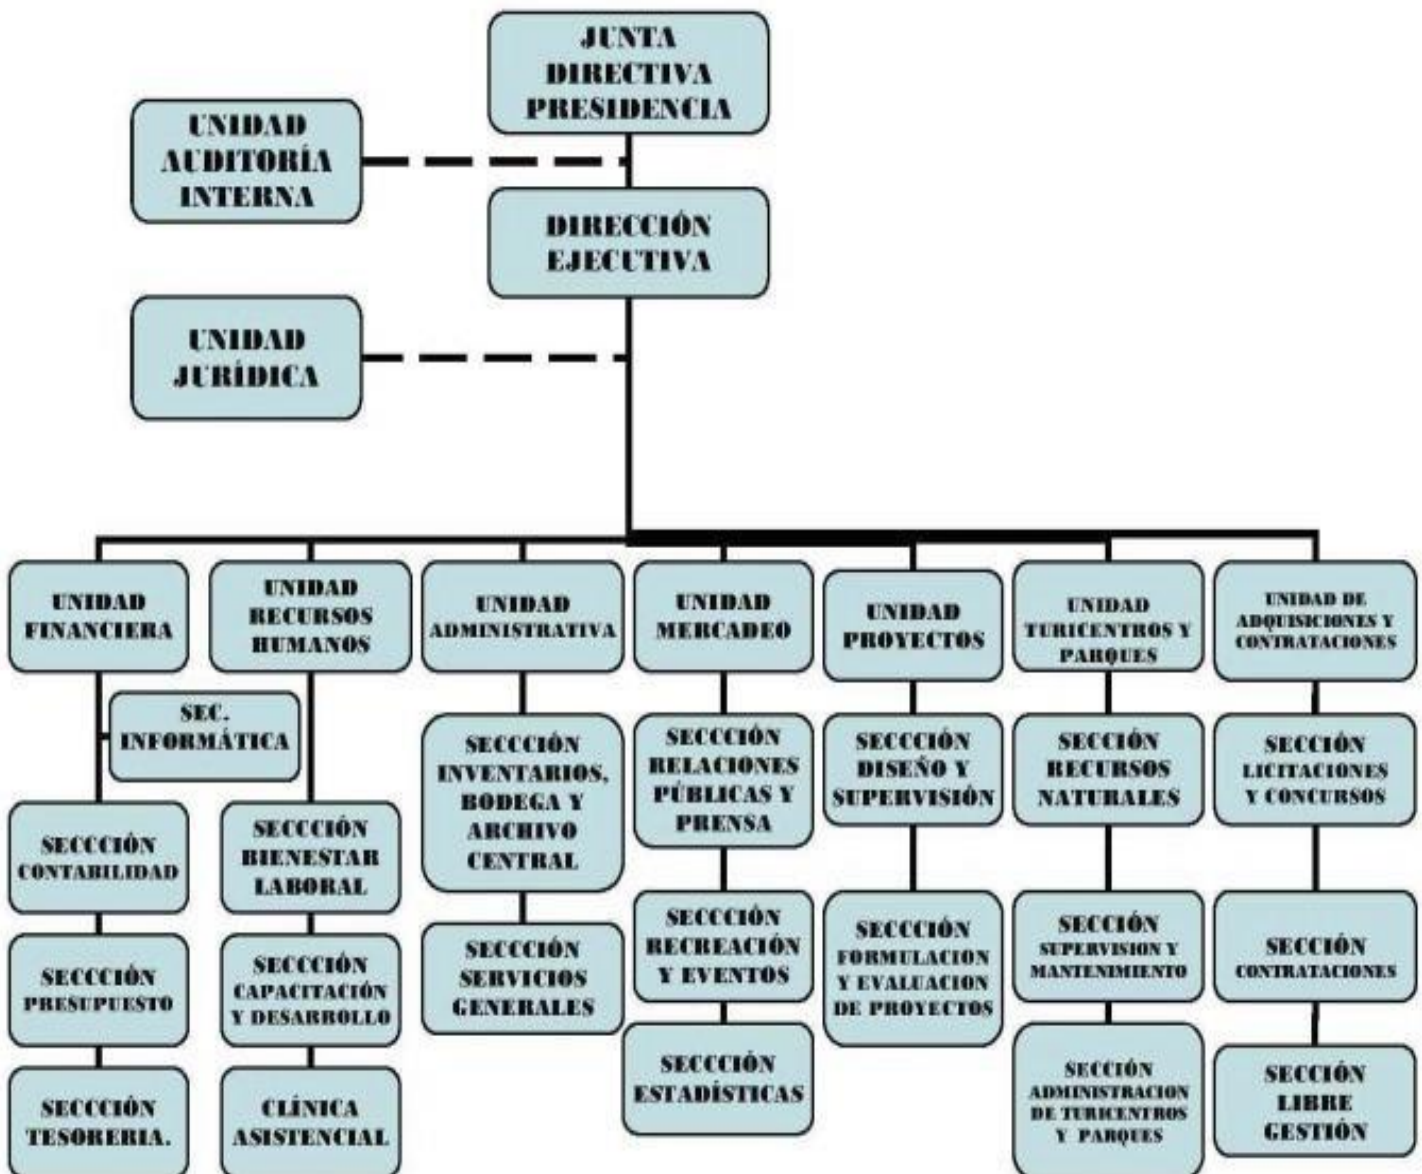 JUNTA
DIRECTIVA
PRESIDENCIA
UNIDAD
AUDITORÍA
INTERNA
DIRECCIÓN
EJECUTIVA
UNIDAD
JURÍDICA
UNIDAD
FINANCIERA
UNIDAD
RECURSOS
HUMANOS
UNIDAD
ADMINISTRATIVA
UNIDAD
MERCADEO
UNIDAD
PROYECTOS
UNIDAD
TURICENTROS Y
PARQUES
UNIDAD DE
ADQUISICIONES Y
CONTRATACIONES
SEC.
INFORMÁTICA
SECCCIÓN
CONTABILIDAD
SECCCIÓN
PRESUPUESTO
SECCCIÓN
TESORERIA.
SECCCIÓN
BIENESTAR
LABORAL
SECCCIÓN
CAPACITACIÓN
Y DESARROLLO
CLÍNICA
ASISTENCIAL
SECCCIÓN
INVENTARIOS,
BODEGA Y
ARCHIVO
CENTRAL
SECCCIÓN
SERVICIOS
GENERALES
SECCCIÓN
RELACIONES
PÚBLICAS Y
PRENSA
SECCCIÓN
RECREACIÓN
Y EVENTOS
SECCCIÓN
ESTADÍSTICAS
SECCCIÓN
DISEÑO Y
SUPERVISIÓN
SECCCIÓN
FORMULACION
Y EVALUACION
DE PROYECTOS
SECCIÓN
RECURSOS
NATURALES
SECCIÓN
SUPERVISION Y
MANTENIMIENTO
SECCIÓN
ADMINISTRACION
DE TURICENTROS
Y PARQUES
SECCIÓN
LICITACIONES
Y CONCURSOS
SECCIÓN
CONTRATACIONES
SECCIÓN
LIBRE
GESTIÓN